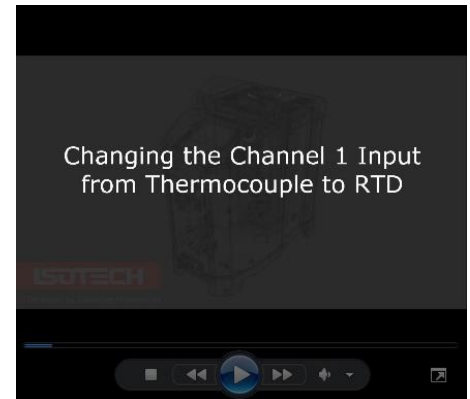 Changing the Channel 1 Input
from Thermocouple to RTD
ISOTECH